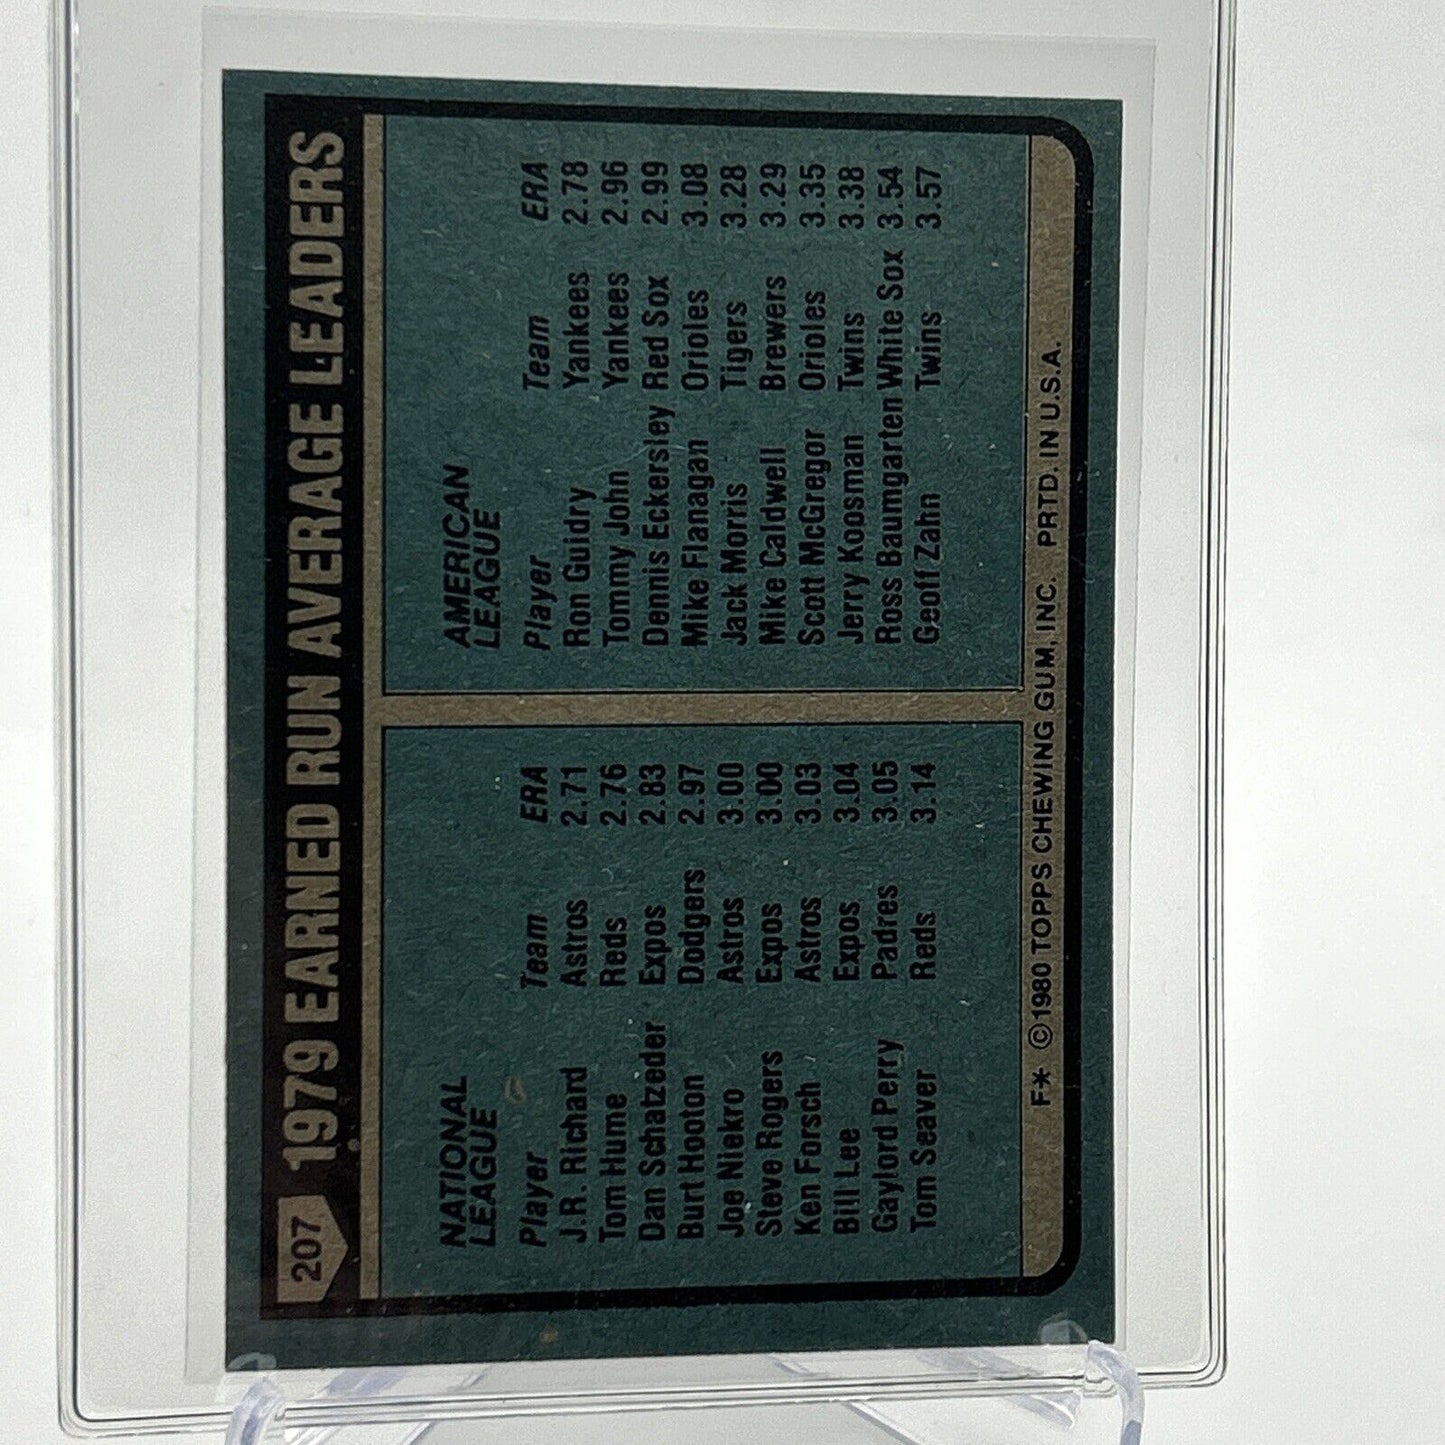 207 1979 EARNED RUN AVERAGE LEADERS
NATIONAL
LEAGUE
Player Team ERA
J.R. Richard Astros 2.71
Tom Hume Reds 2.76
Dan Schatzeder Expos 2.83
Burt Hooton Dodgers 2.97
Joe Niekro Astros 3.00
Steve Rogers Expos 3.00
Ken Forsch Astros 3.03
Bill Lee Expos 3.04
Gaylord Perry Padres 3.05
Tom Seaver Reds 3.14
AMERICAN
LEAGUE
Player Team ERA
Ron Guidry Yankees 2.78
Tommy John Yankees 2.96
Dennis Eckersley Red Sox 2.99
Mike Flanagan Orioles 3.08
Jack Morris Tigers 3.28
Mike Caldwell Brewers 3.29
Scott McGregor Orioles 3.35
Jerry Koosman Twins 3.38
Ross Baumgarten White Sox 3.54
Geoff Zahn Twins 3.57
F* © 1980 TOPPS CHEWING GUM, INC. PRTD. IN U.S.A.